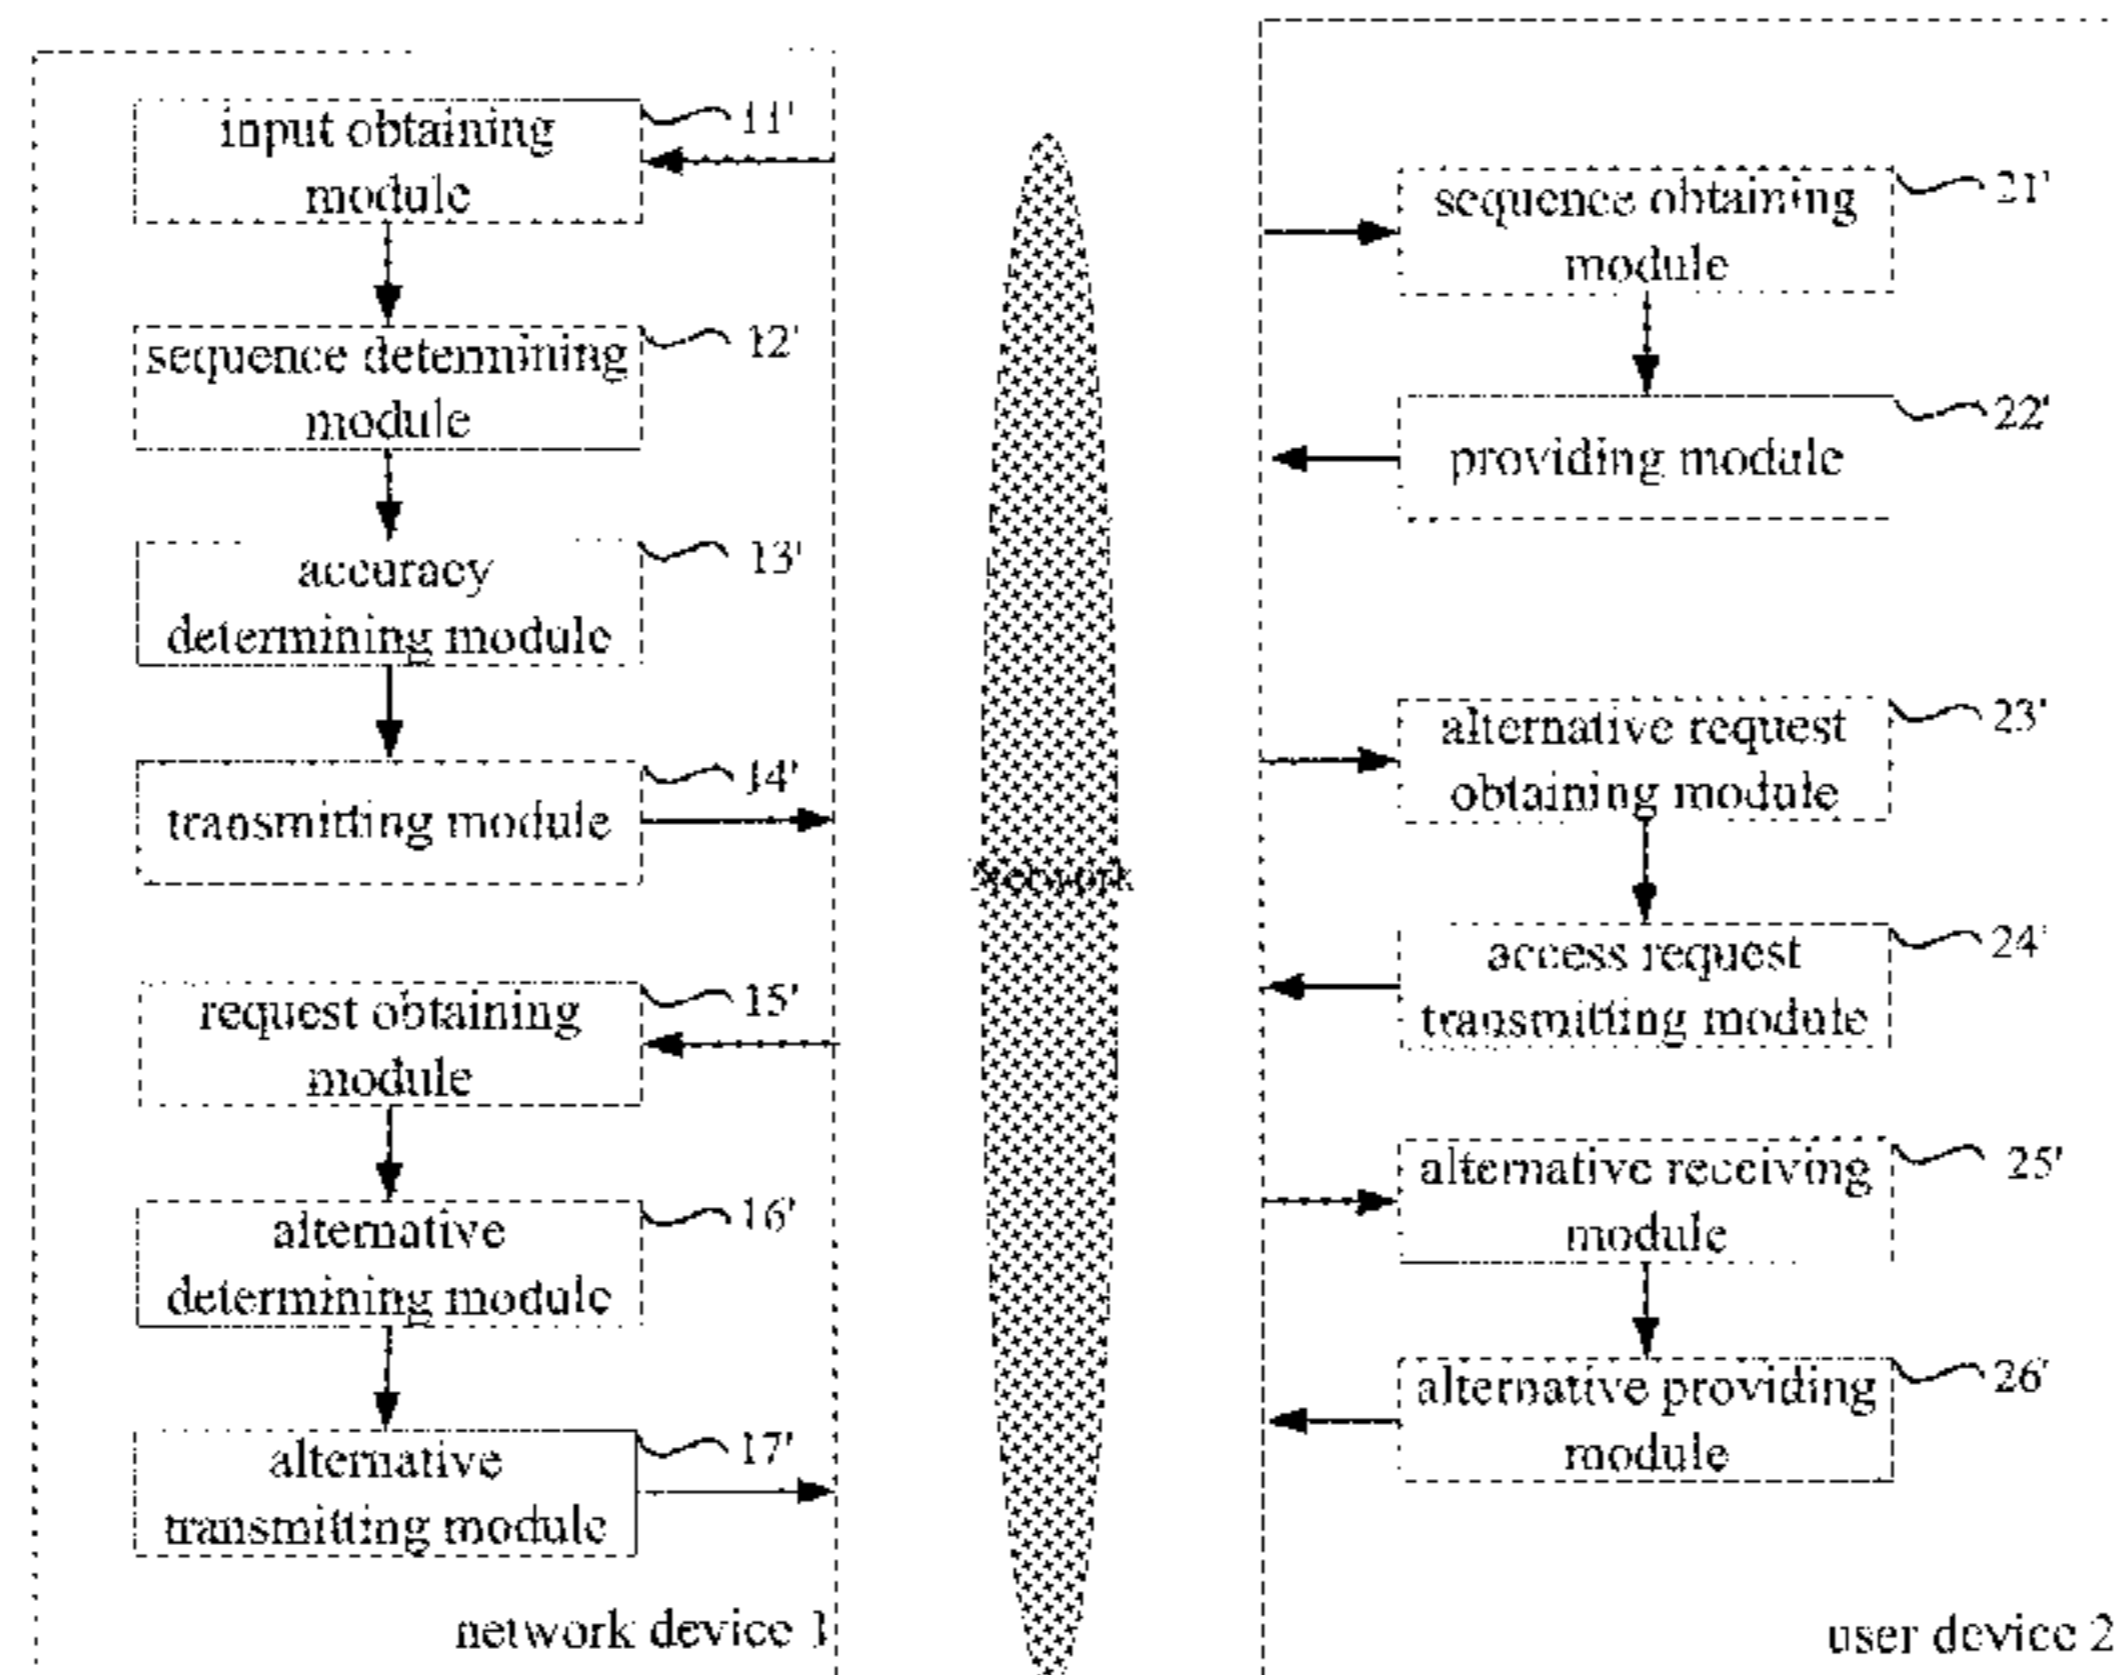 input obtaining
module
11'
sequence determining
module
12'
accuracy
determining module
13'
transmitting module
14'
request obtaining
module
15'
alternative
determining module
16'
alternative
transmitting module
17'
network device 1
Network
sequence obtaining
module
21'
providing module
22'
alternative request
obtaining module
23'
access request
transmitting module
24'
alternative receiving
module
25'
alternative providing
module
26'
user device 2